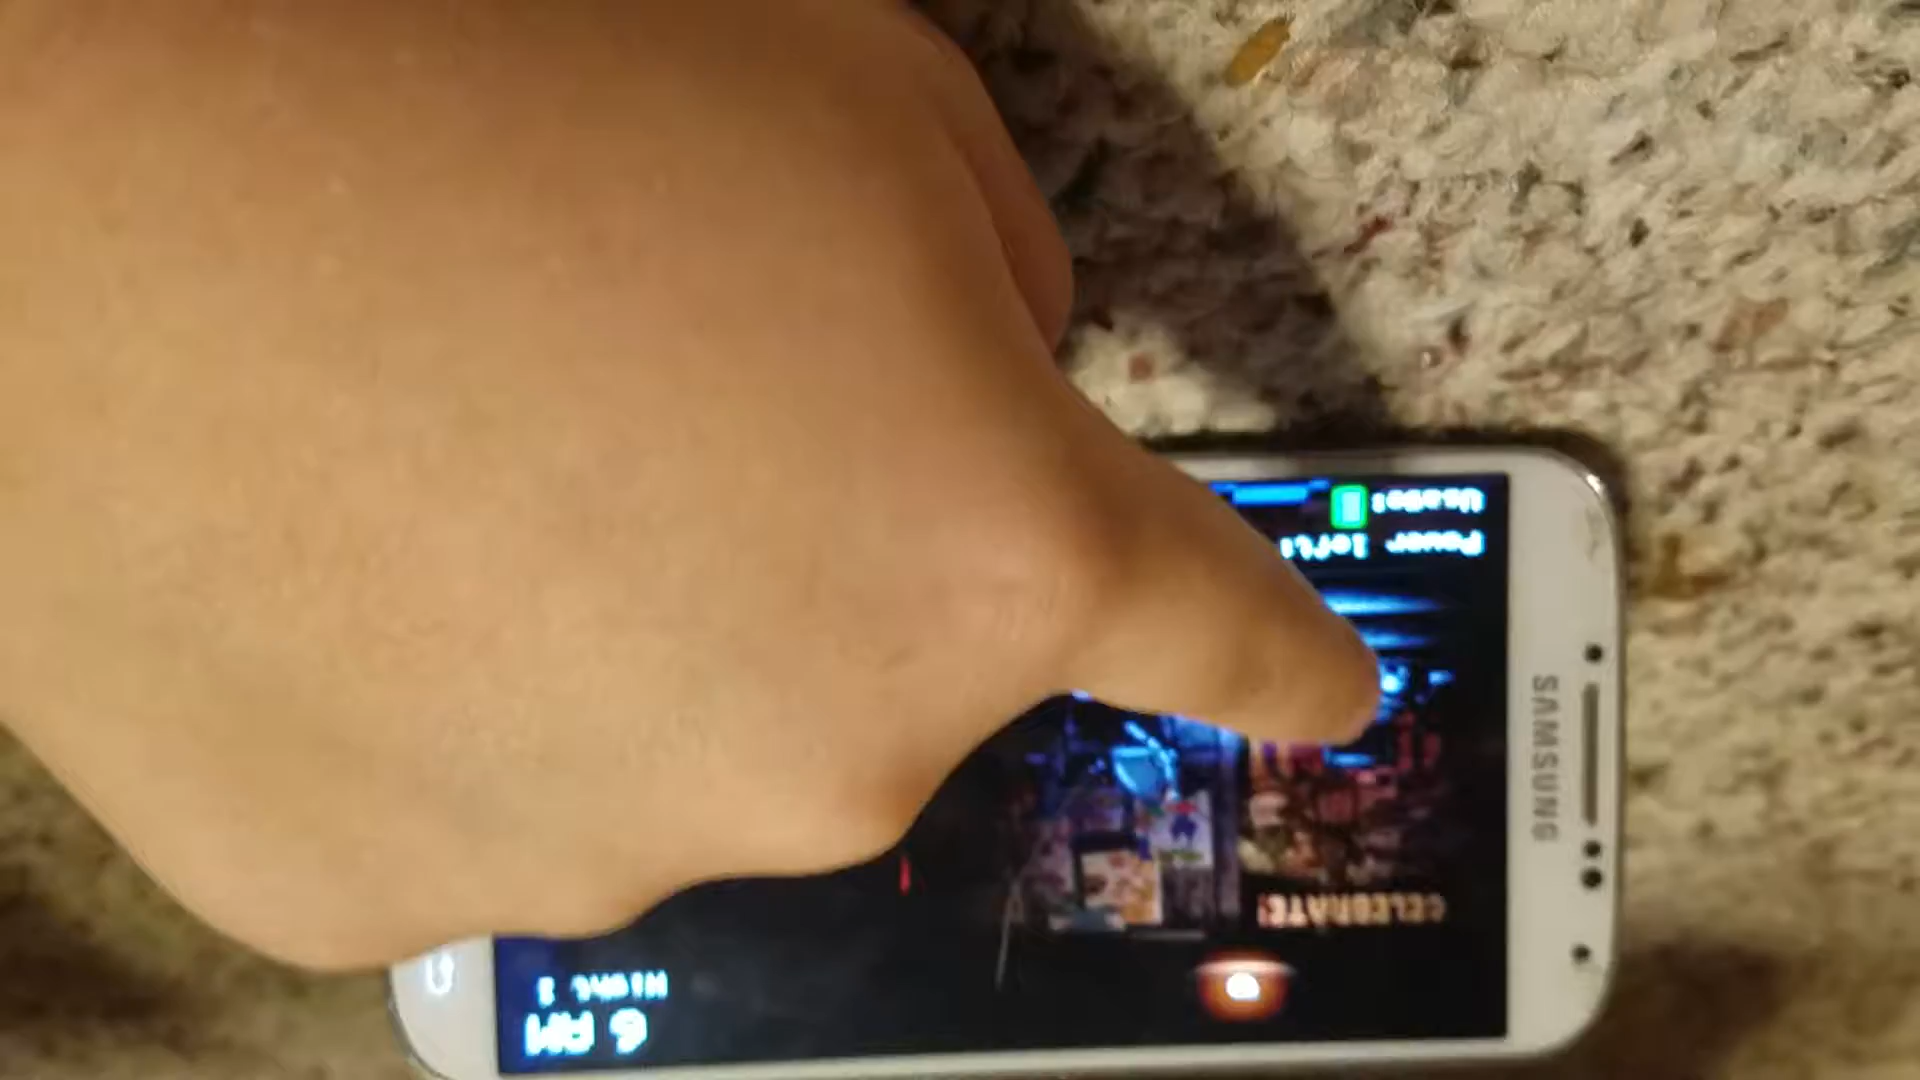 6 AM
Night 1
CELEBRATE!
Power left:
Usage:
SAMSUNG